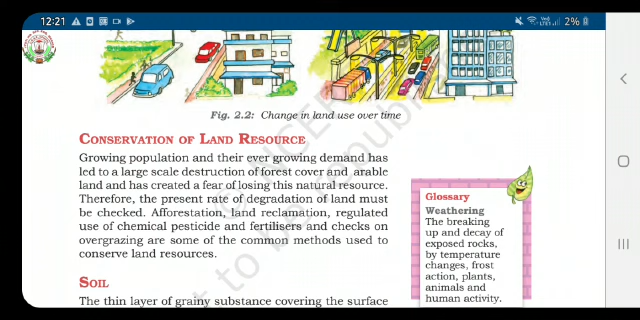 12:21
2%
Fig. 2.2: Change in land use over time
CONSERVATION OF LAND RESOURCE
Growing population and their ever growing demand has
led to a large scale destruction of forest cover and arable
land and has created a fear of losing this natural resource.
Therefore, the present rate of degradation of land must
be checked. Afforestation, land reclamation, regulated
use of chemical pesticide and fertilisers and checks on
overgrazing are some of the common methods used to
conserve land resources.
SOIL
The thin layer of grainy substance covering the surface
Glossary
Weathering
The breaking
up and decay of
exposed rocks,
by temperature
changes, frost
action, plants,
animals and
human activity.
© NCERT
not to be republished